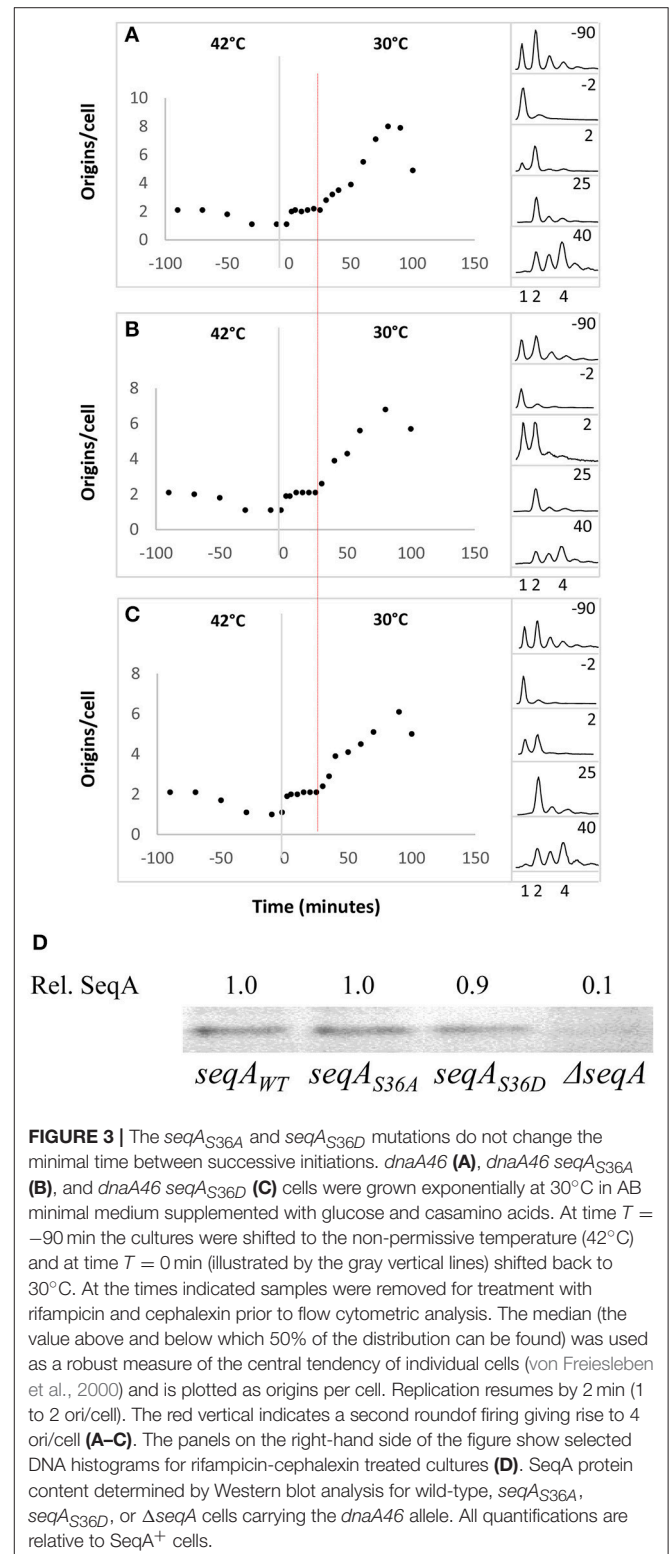 A
42°C 30°C
Origins/cell
10
8
6
4
2
0
-100 -50 0 50 100 150
-90
-2
2
25
40
1 2 4
B
42°C 30°C
Origins/cell
8
6
4
2
0
-100 -50 0 50 100 150
-90
-2
2
25
40
1 2 4
C
42°C 30°C
Origins/cell
8
6
4
2
0
-100 -50 0 50 100 150
Time (minutes)
-90
-2
2
25
40
1 2 4
D
Rel. SeqA 1.0 1.0 0.9 0.1
seqA_WT seqA_S36A seqA_S36D ΔseqA
FIGURE 3 | The seqA_S36A and seqA_S36D mutations do not change the
minimal time between successive initiations. dnaA46 (A), dnaA46 seqA_S36A
(B), and dnaA46 seqA_S36D (C) cells were grown exponentially at 30°C in AB
minimal medium supplemented with glucose and casamino acids. At time T =
−90 min the cultures were shifted to the non-permissive temperature (42°C)
and at time T = 0 min (illustrated by the gray vertical lines) shifted back to
30°C. At the times indicated samples were removed for treatment with
rifampicin and cephalexin prior to flow cytometric analysis. The median (the
value above and below which 50% of the distribution can be found) was used
as a robust measure of the central tendency of individual cells (von Freiesleben
et al., 2000) and is plotted as origins per cell. Replication resumes by 2 min (1
to 2 ori/cell). The red vertical indicates a second roundof firing giving rise to 4
ori/cell (A–C). The panels on the right-hand side of the figure show selected
DNA histograms for rifampicin-cephalexin treated cultures (D). SeqA protein
content determined by Western blot analysis for wild-type, seqA_S36A,
seqA_S36D, or ΔseqA cells carrying the dnaA46 allele. All quantifications are
relative to SeqA+ cells.